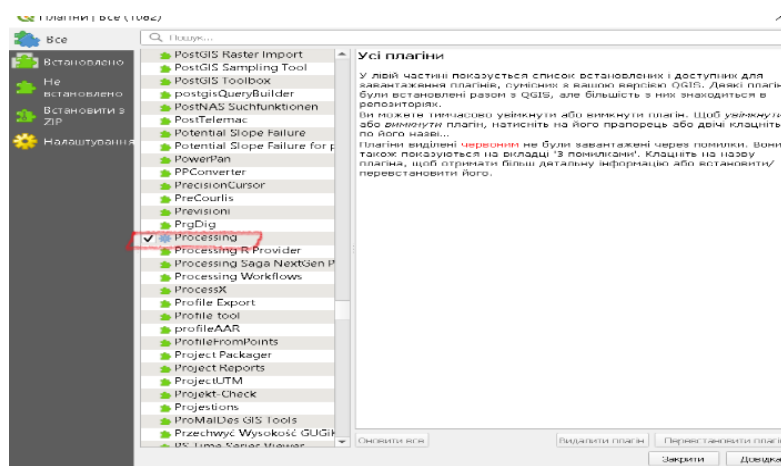 Плагіни | Все (1082)
Все
Встановлено
Не
встановлено
Встановити з
ZIP
Налаштування
Пошук...
PostGIS Raster Import
PostGIS Sampling Tool
PostGIS Toolbox
postgisQueryBuilder
PostNAS Suchfunktionen
PostTelemac
Potential Slope Failure
Potential Slope Failure for p
PowerPan
PPConverter
PrecisionCursor
PreCourlis
Previsioni
PrgDig
Processing
Processing R Provider
Processing Saga NextGen P
Processing Workflows
ProcessX
Profile Export
Profile tool
profileAAR
ProfileFromPoints
Project Packager
Project Reports
ProjectUTM
Projekt-Check
Projestions
ProMaIDes GIS Tools
Przechwyć Wysokość GUGiK
PS Time Series Viewer
Усі плагіни
У лівій частині показується список встановлених і доступних для
завантаження плагінів, сумісних з вашою версією QGIS. Деякі плагін
були встановлені разом з QGIS, але більшість з них знаходиться в
репозиторіях.
Ви можете тимчасово увімкнути або вимкнути плагін. Щоб увімкнути
або вимкнути плагін, натисніть на його прапорець або двічі клацніть
по його назві...
Плагіни виділені червоним не були завантажені через помилки. Вони
також показуються на вкладці 'З помилками'. Клацніть на назву
плагіна, щоб отримати більш детальну інформацію або встановити/
перевстановити його.
Оновити все
Видалити плагін
Перевстановити плагі
Закрити
Довідка